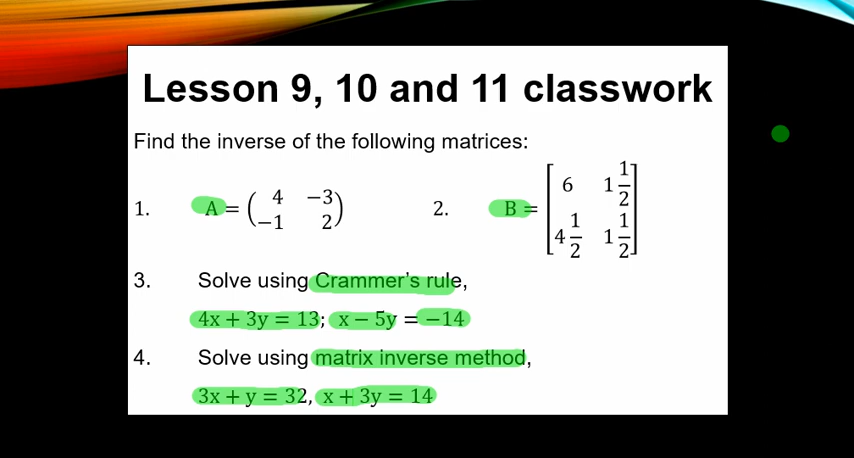 Lesson 9, 10 and 11 classwork
Find the inverse of the following matrices:
1. A = ( 4 −3 −1 2 ) 2. B = [ 6 1 1/2 4 1/2 1 1/2 ]
3. Solve using Crammer's rule,
4x + 3y = 13; x − 5y = −14
4. Solve using matrix inverse method,
3x + y = 32, x + 3y = 14